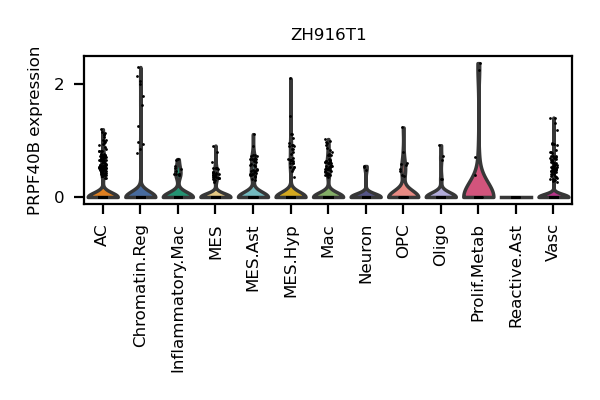 ZH916T1
PRPF40B expression
2
0
AC
Chromatin.Reg
Inflammatory.Mac
MES
MES.Ast
MES.Hyp
Mac
Neuron
OPC
Oligo
Prolif.Metab
Reactive.Ast
Vasc